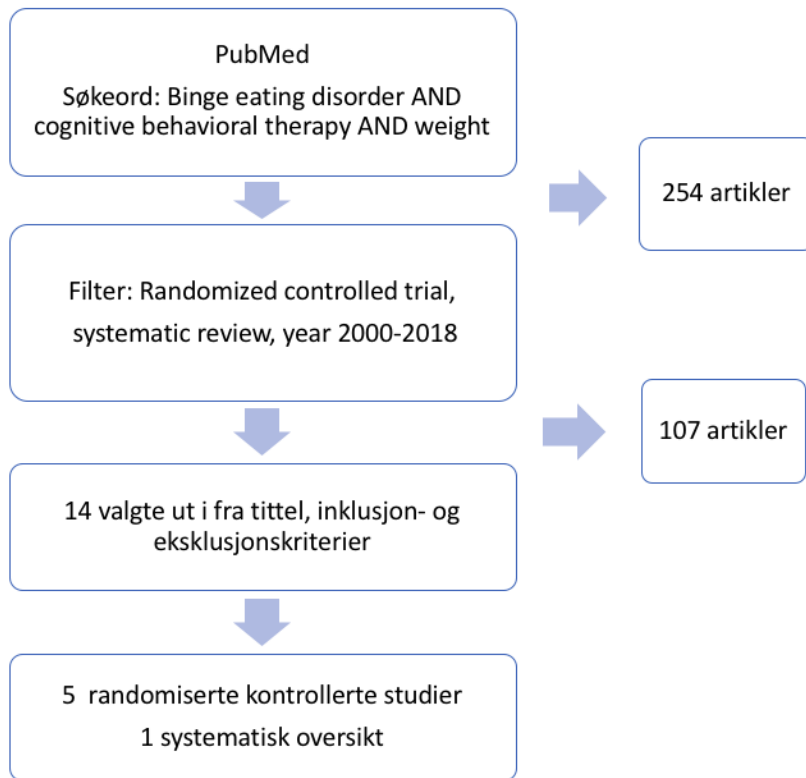 PubMed
Søkeord: Binge eating disorder AND
cognitive behavioral therapy AND weight
254 artikler
Filter: Randomized controlled trial,
systematic review, year 2000-2018
107 artikler
14 valgte ut i fra tittel, inklusjon- og
eksklusjonskriterier
5 randomiserte kontrollerte studier
1 systematisk oversikt